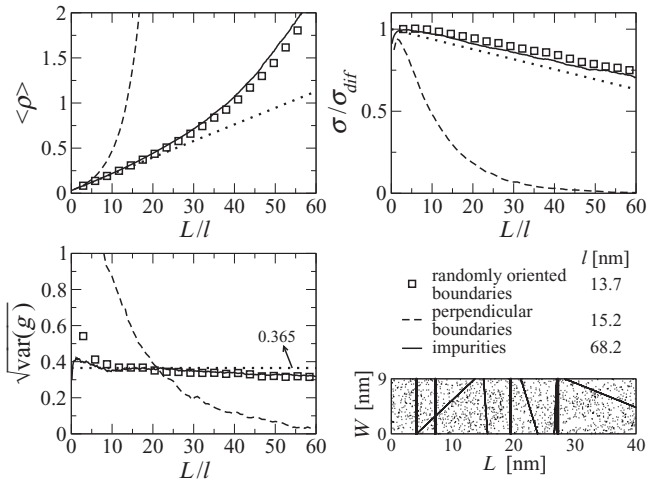 <ρ>
2
1.5
1
0.5
0
0 10 20 30 40 50 60
L/l
σ/σ_dif
1
0.5
0
0 10 20 30 40 50 60
L/l
√var(g)
1
0.8
0.6
0.4
0.2
0
0.365
0 10 20 30 40 50 60
L/l
l [nm]
randomly oriented boundaries 13.7
perpendicular boundaries 15.2
impurities 68.2
W [nm]
9
0
0 10 20 30 40
L [nm]